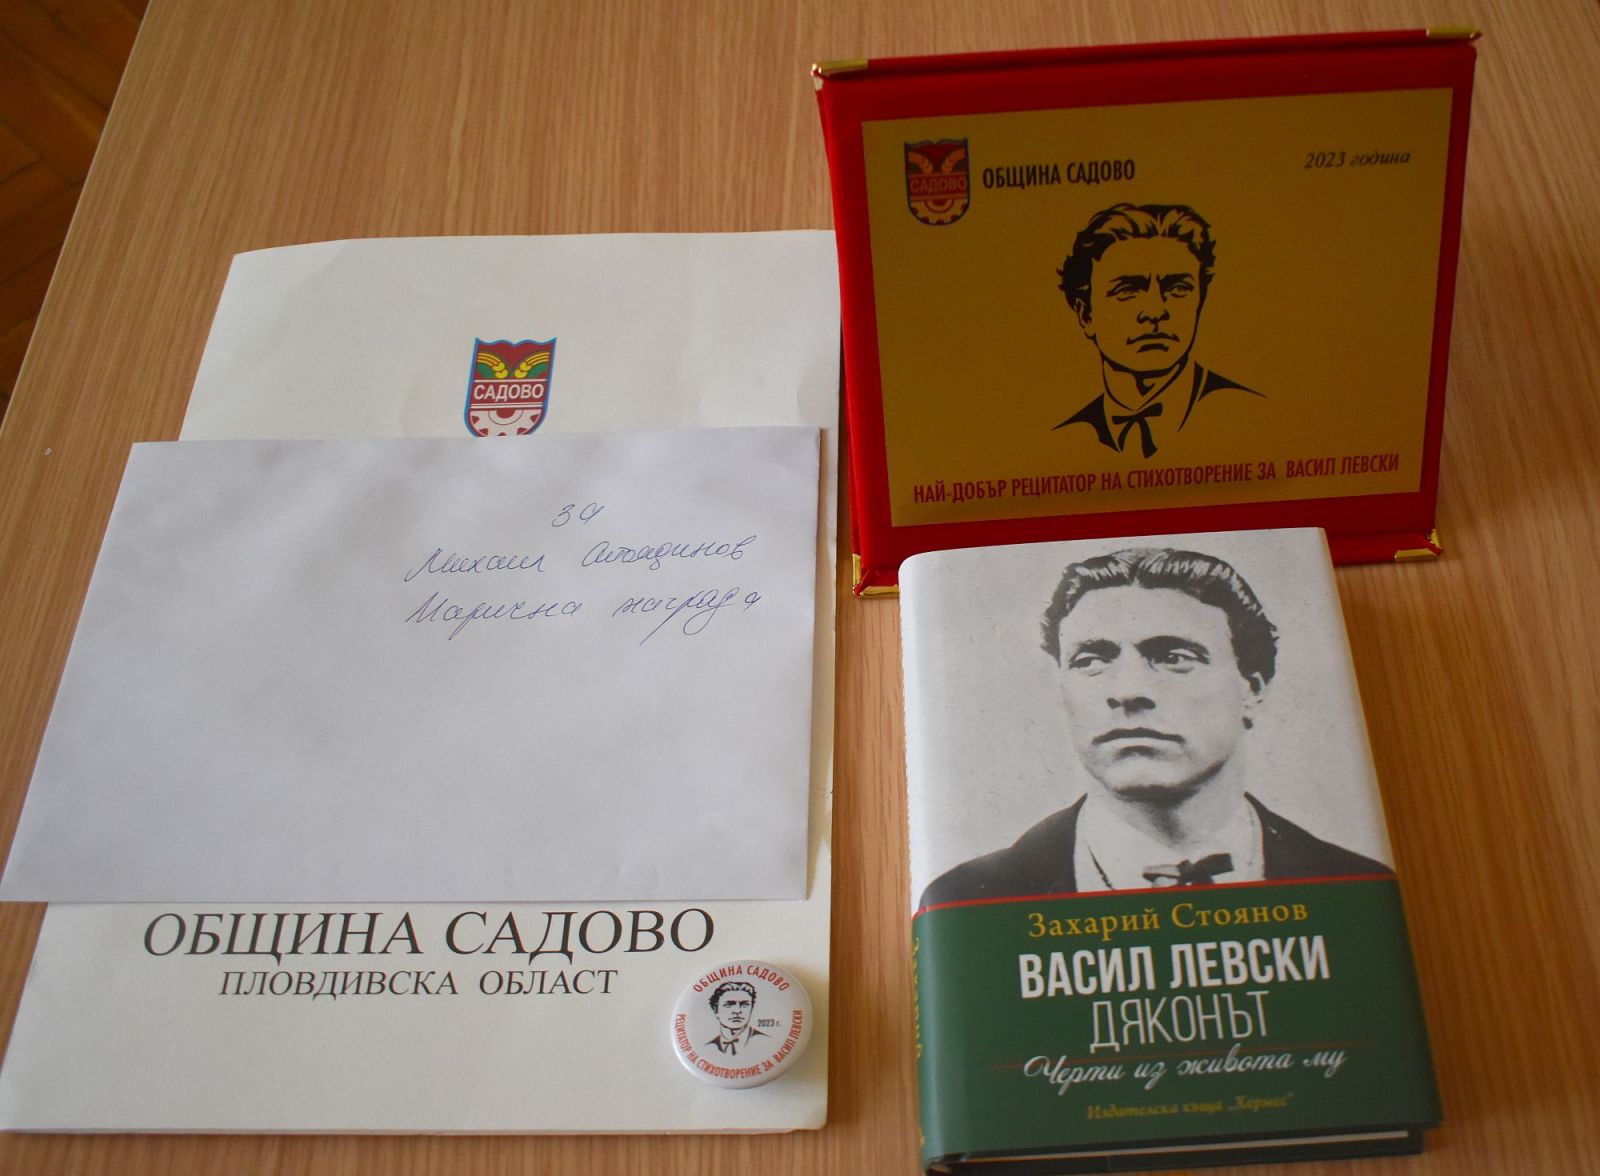 САДОВО
за
Михаил Стоядинов
Парична награда
ОБЩИНА САДОВО
ПЛОВДИВСКА ОБЛАСТ
ОБЩИНА САДОВО
2023 г.
РЕЦИТАТОР НА СТИХОТВОРЕНИЕ ЗА ВАСИЛ ЛЕВСКИ
САДОВО
ОБЩИНА САДОВО
2023 година
НАЙ-ДОБЪР РЕЦИТАТОР НА СТИХОТВОРЕНИЕ ЗА ВАСИЛ ЛЕВСКИ
Захарий Стоянов
ВАСИЛ ЛЕВСКИ
ДЯКОНЪТ
Черти из живота му
Издателска къща „Хермес“